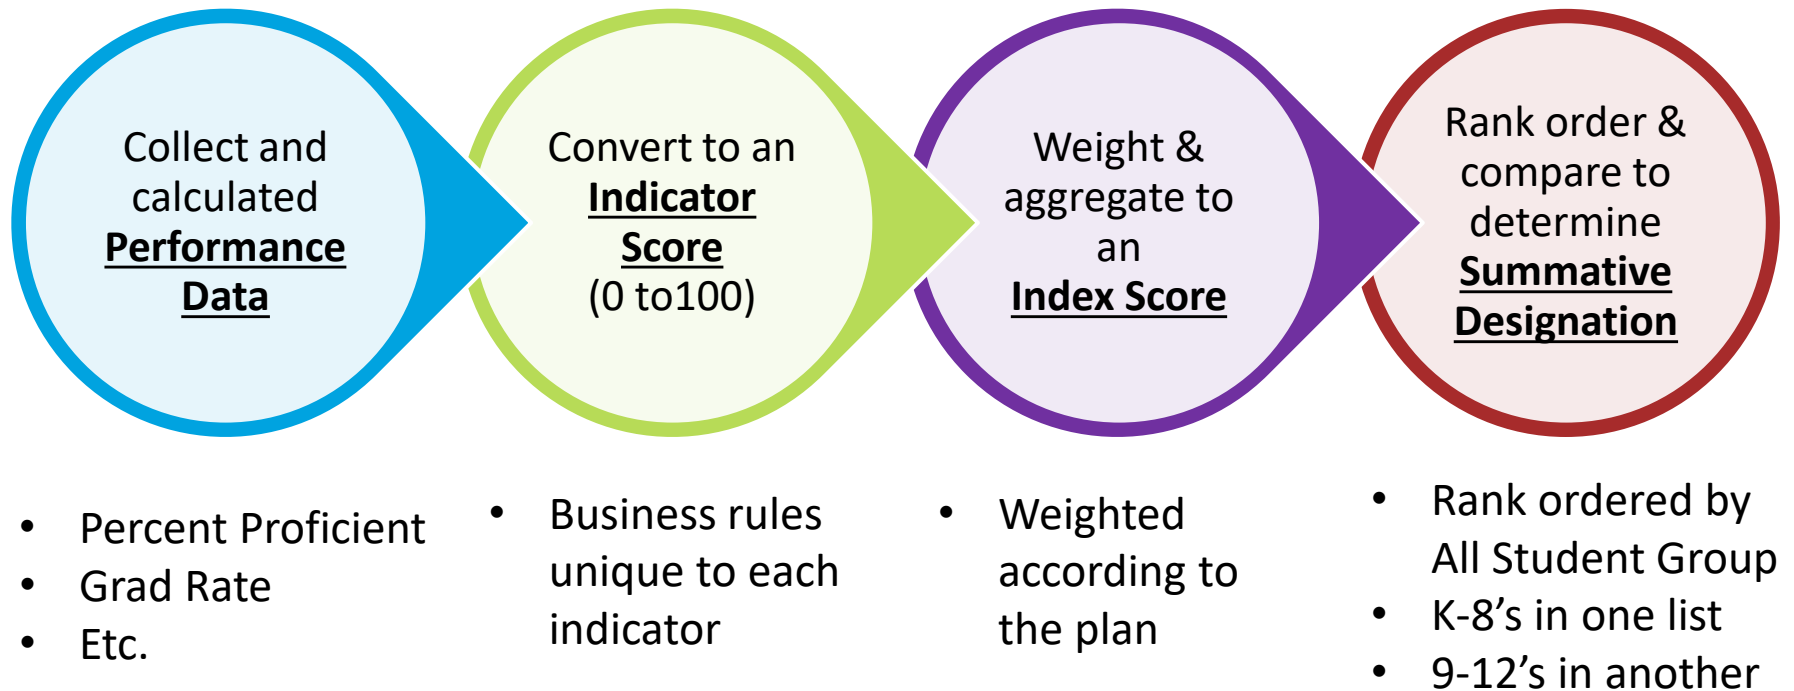 Collect and
calculated
Performance
Data
Convert to an
Indicator
Score
(0 to100)
Weight &
aggregate to
an
Index Score
Rank order &
compare to
determine
Summative
Designation
• Percent Proficient
• Grad Rate
• Etc.
• Business rules
unique to each
indicator
• Weighted
according to
the plan
• Rank ordered by
All Student Group
• K-8’s in one list
• 9-12’s in another